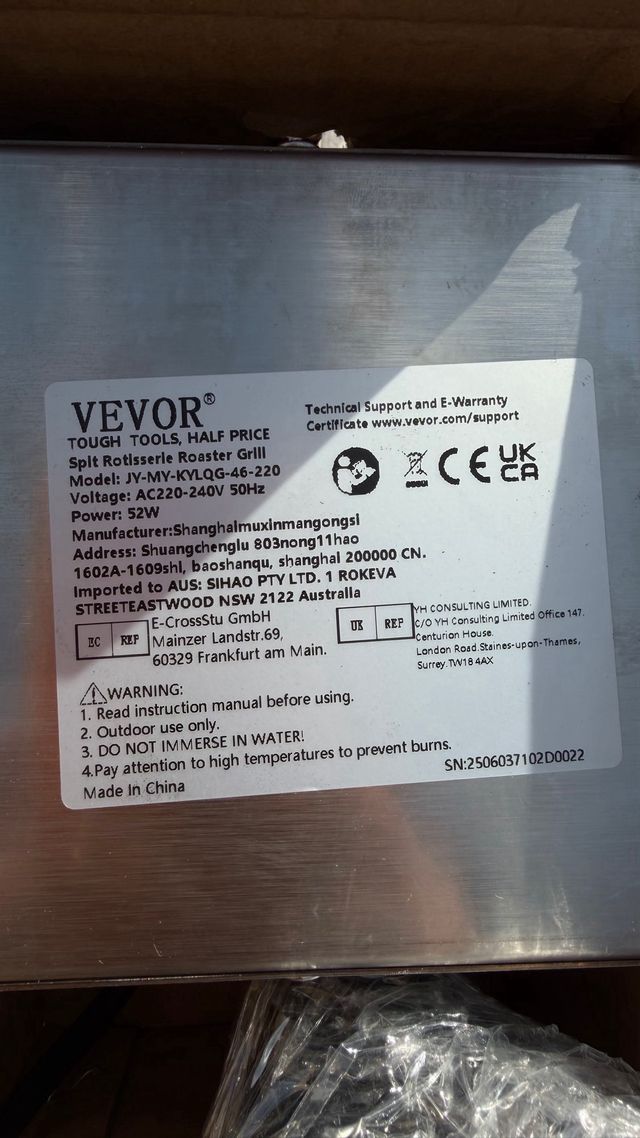 VEVOR®
TOUGH TOOLS, HALF PRICE
Spit Rotisserie Roaster Grill
Model: JY-MY-KYLQG-46-220
Voltage: AC220-240V 50Hz
Power: 52W
Manufacturer:Shanghaimuxinmangongsi
Address: Shuangchenglu 803nong11hao
1602A-1609shi, baoshanqu, shanghai 200000 CN.
Imported to AUS: SIHAO PTY LTD. 1 ROKEVA
STREETEASTWOOD NSW 2122 Australia
Technical Support and E-Warranty
Certificate www.vevor.com/support
CE
UK
CA
EC REP
E-CrossStu GmbH
Mainzer Landstr.69,
60329 Frankfurt am Main.
UK REP
YH CONSULTING LIMITED.
C/O YH Consulting Limited Office 147.
Centurion House.
London Road.Staines-upon-Thames,
Surrey.TW18 4AX
WARNING:
1. Read instruction manual before using.
2. Outdoor use only.
3. DO NOT IMMERSE IN WATER!
4.Pay attention to high temperatures to prevent burns.
Made In China
SN:2506037102D0022